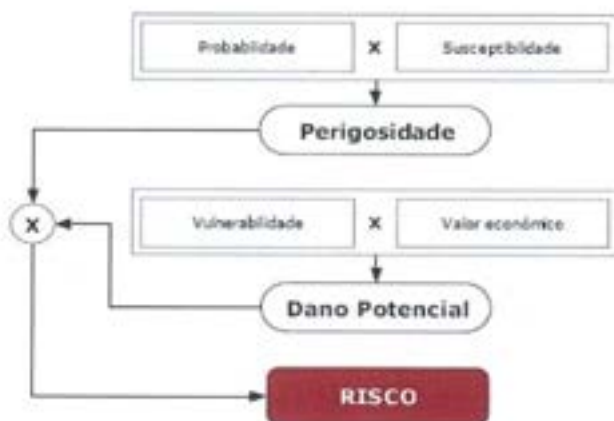 Probabilidade X Susceptibilidade
Perigosidade
X
Vulnerabilidade X Valor económico
Dano Potencial
RISCO